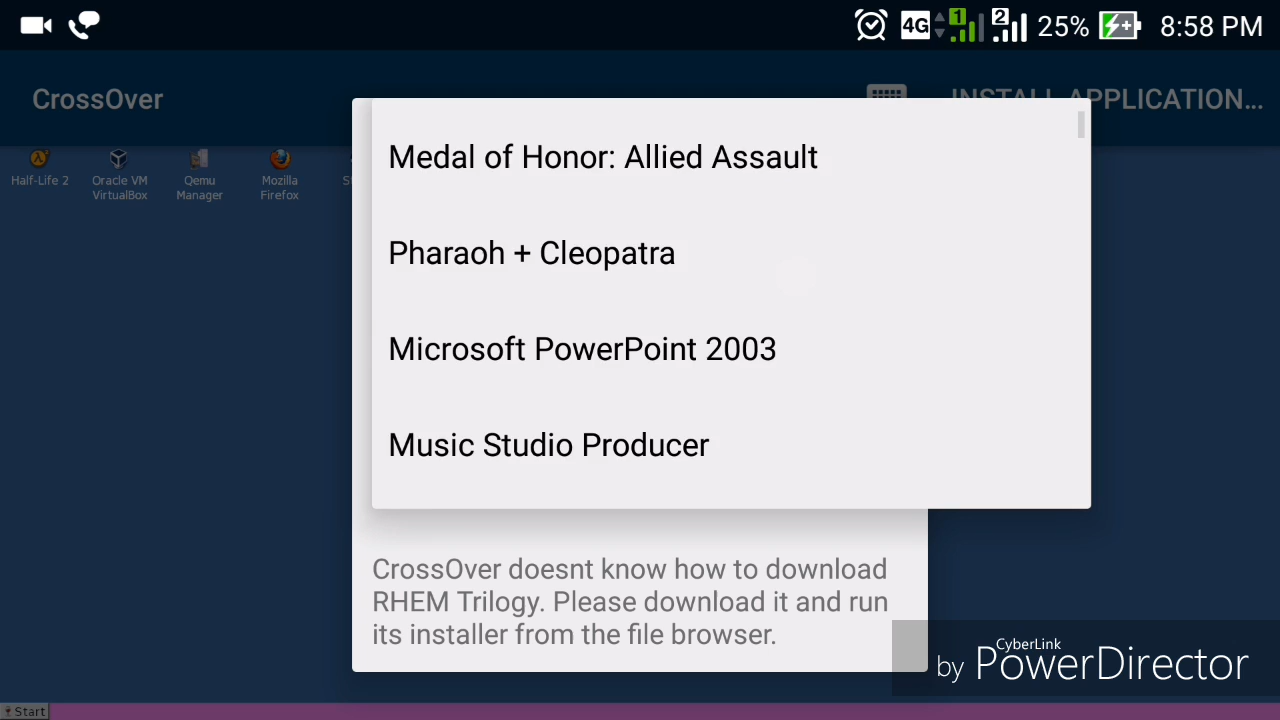 4G 1 2 25% 8:58 PM
CrossOver
INSTALL APPLICATION...
Half-Life 2
Oracle VM
VirtualBox
Qemu
Manager
Mozilla
Firefox
Medal of Honor: Allied Assault
Pharaoh + Cleopatra
Microsoft PowerPoint 2003
Music Studio Producer
CrossOver doesnt know how to download
RHEM Trilogy. Please download it and run
its installer from the file browser.
CyberLink
by PowerDirector
Start